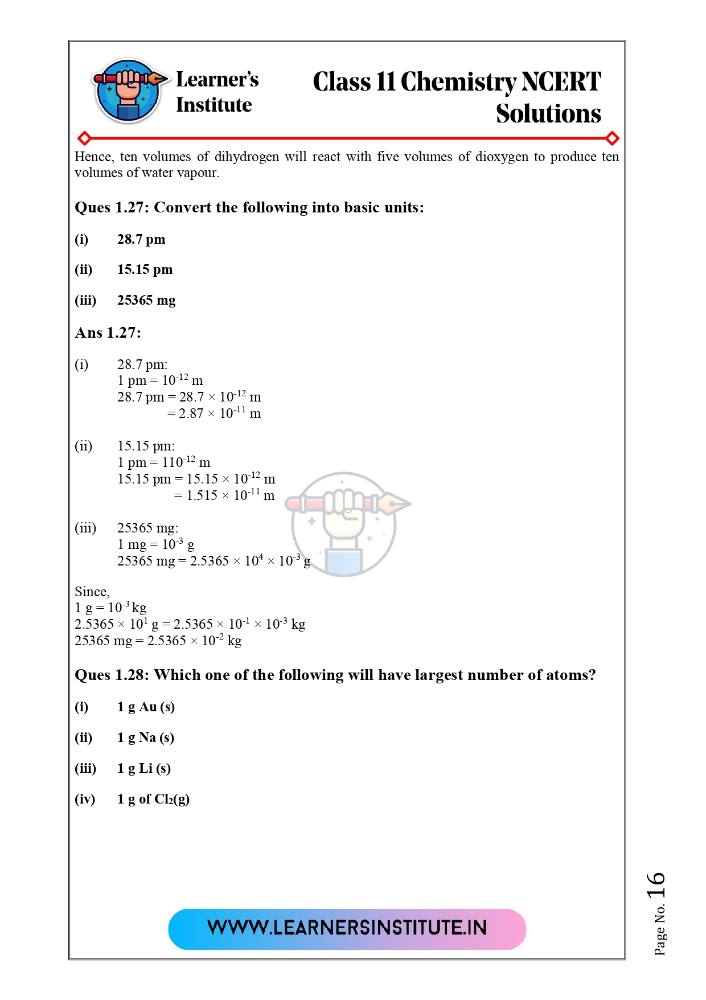 Learner's
Institute
Class 11 Chemistry NCERT
Solutions
Hence, ten volumes of dihydrogen will react with five volumes of dioxygen to produce ten
volumes of water vapour.
Ques 1.27: Convert the following into basic units:
(i) 28.7 pm
(ii) 15.15 pm
(iii) 25365 mg
Ans 1.27:
(i) 28.7 pm:
1 pm = 10⁻¹² m
28.7 pm = 28.7 × 10⁻¹² m
= 2.87 × 10⁻¹¹ m
(ii) 15.15 pm:
1 pm = 110⁻¹² m
15.15 pm = 15.15 × 10⁻¹² m
= 1.515 × 10⁻¹¹ m
(iii) 25365 mg:
1 mg = 10⁻³ g
25365 mg = 2.5365 × 10⁴ × 10⁻³ g
Since,
1 g = 10⁻³ kg
2.5365 × 10¹ g = 2.5365 × 10⁻¹ × 10⁻³ kg
25365 mg = 2.5365 × 10⁻² kg
Ques 1.28: Which one of the following will have largest number of atoms?
(i) 1 g Au (s)
(ii) 1 g Na (s)
(iii) 1 g Li (s)
(iv) 1 g of Cl₂(g)
WWW.LEARNERSINSTITUTE.IN
Page No. 16